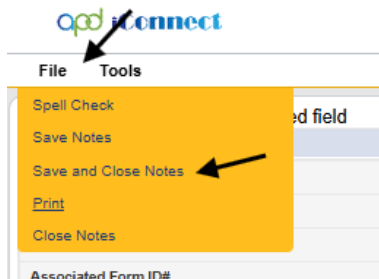 apd iConnect
File Tools
Spell Check
ed field
Save Notes
Save and Close Notes
Print
Close Notes
Associated Form ID#